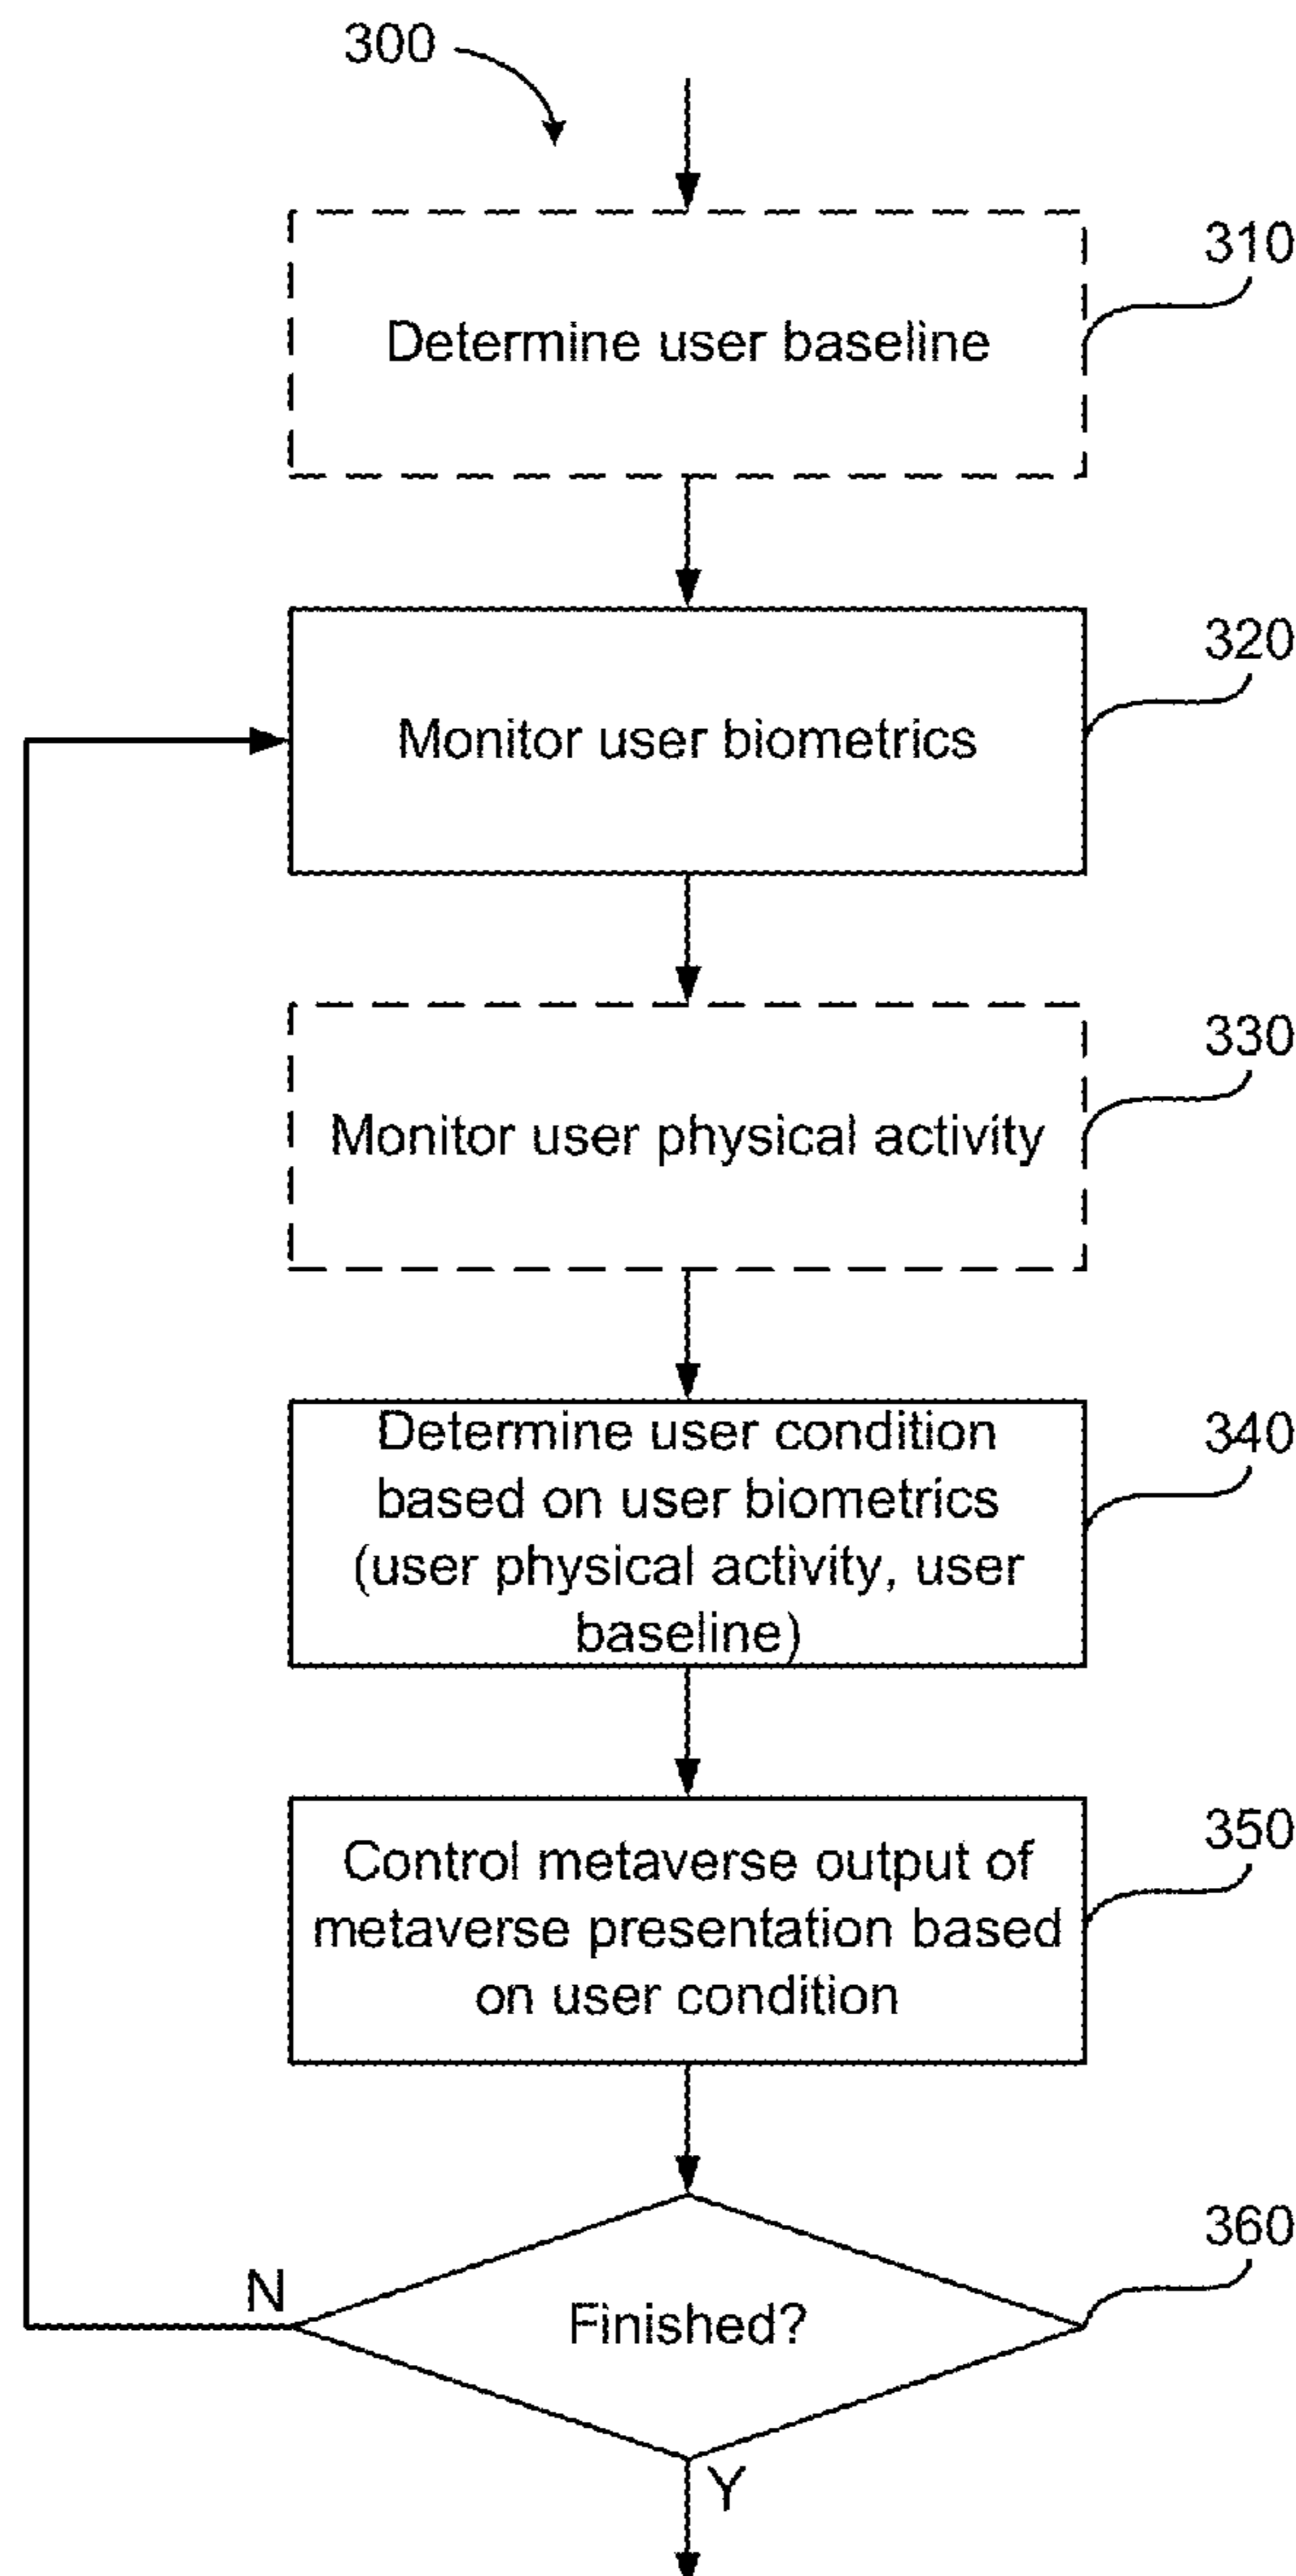 300
310
Determine user baseline
320
Monitor user biometrics
330
Monitor user physical activity
340
Determine user condition
based on user biometrics
(user physical activity, user
baseline)
350
Control metaverse output of
metaverse presentation based
on user condition
360
N
Finished?
Y